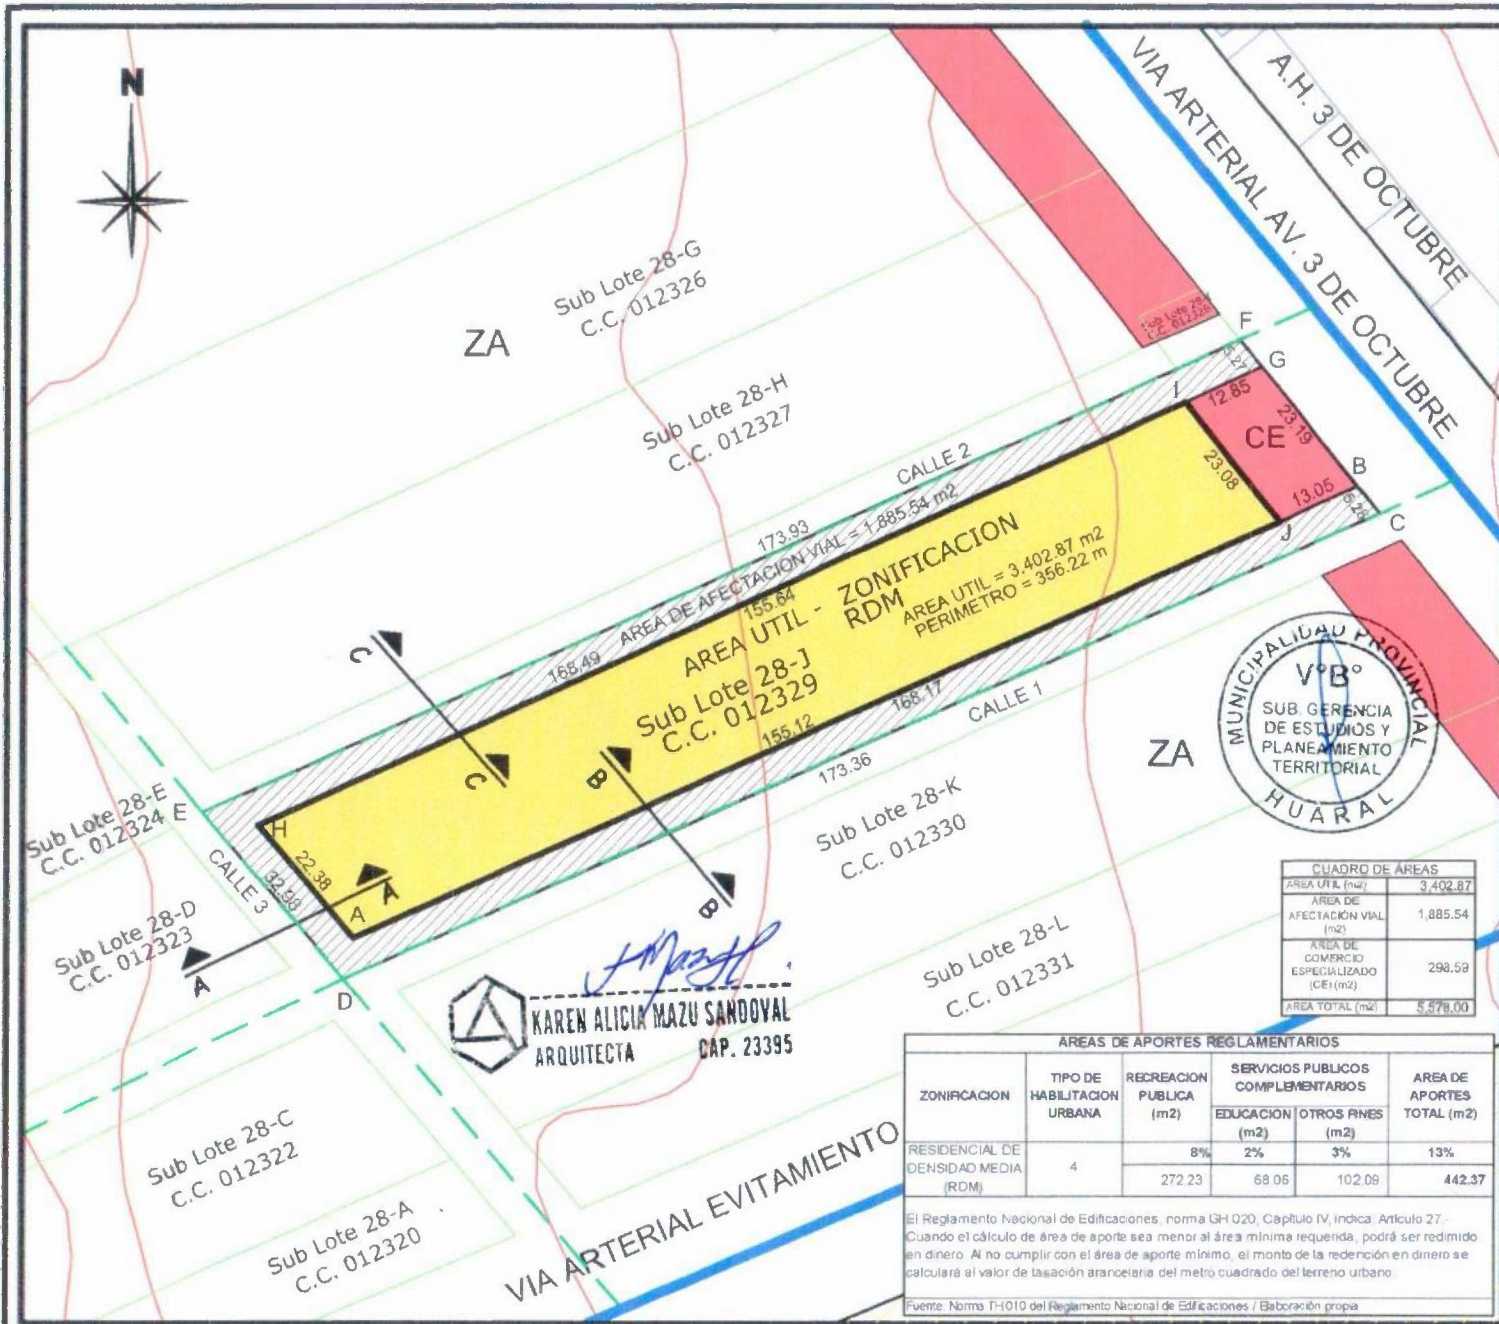 N
VIA ARTERIAL AV. 3 DE OCTUBRE
A.H. 3 DE OCTUBRE
Sub Lote 28-G
C.C. 012326
ZA
Sub Lote 28-H
C.C. 012327
F
G
5.27
I
12.85
CE
23.19
23.08
13.05
B
5.28
C
J
CALLE 2
173.93
AREA DE AFECTACION VIAL = 1,885.54 m2
155.64
168.49
AREA UTIL - ZONIFICACION
RDM
AREA UTIL = 3,402.87 m2
PERIMETRO = 356.22 m
Sub Lote 28-J
C.C. 012329
155.12
168.17
173.36
CALLE 1
C
C
B
B
Sub Lote 28-E
C.C. 012324
E
H
22.38
32.98
CALLE 3
A
A
A
D
Sub Lote 28-D
C.C. 012323
Sub Lote 28-K
C.C. 012330
ZA
Sub Lote 28-L
C.C. 012331
MUNICIPALIDAD PROVINCIAL
V°B°
SUB. GERENCIA
DE ESTUDIOS Y
PLANEAMIENTO
TERRITORIAL
HUARAL
KAREN ALICIA MAZU SANDOVAL
ARQUITECTA CAP. 23395
Sub Lote 28-C
C.C. 012322
Sub Lote 28-A
C.C. 012320
VIA ARTERIAL EVITAMIENTO
CUADRO DE ÁREAS
AREA UTIL (m2) 3,402.87
AREA DE
AFECTACIÓN VIAL 1,885.54
(m2)
AREA DE
COMERCIO
ESPECIALIZADO 298.59
(CE) (m2)
AREA TOTAL (m2) 5,578.00
AREAS DE APORTES REGLAMENTARIOS
ZONIFICACION
TIPO DE
HABILITACION
URBANA
RECREACION
PUBLICA
(m2)
SERVICIOS PUBLICOS
COMPLEMENTARIOS
EDUCACION
(m2)
OTROS FINES
(m2)
AREA DE
APORTES
TOTAL (m2)
RESIDENCIAL DE
DENSIDAD MEDIA
(RDM)
4
8% 2% 3% 13%
272.23 68.06 102.09 442.37
El Reglamento Nacional de Edificaciones, norma GH 020, Capítulo IV, indica: Artículo 27.-
Cuando el cálculo de área de aporte sea menor al área mínima requerida, podrá ser redimido
en dinero. Al no cumplir con el área de aporte mínimo, el monto de la redención en dinero se
calculará al valor de tasación arancelaria del metro cuadrado del terreno urbano.
Fuente: Norma TH010 del Reglamento Nacional de Edificaciones / Elaboración propia